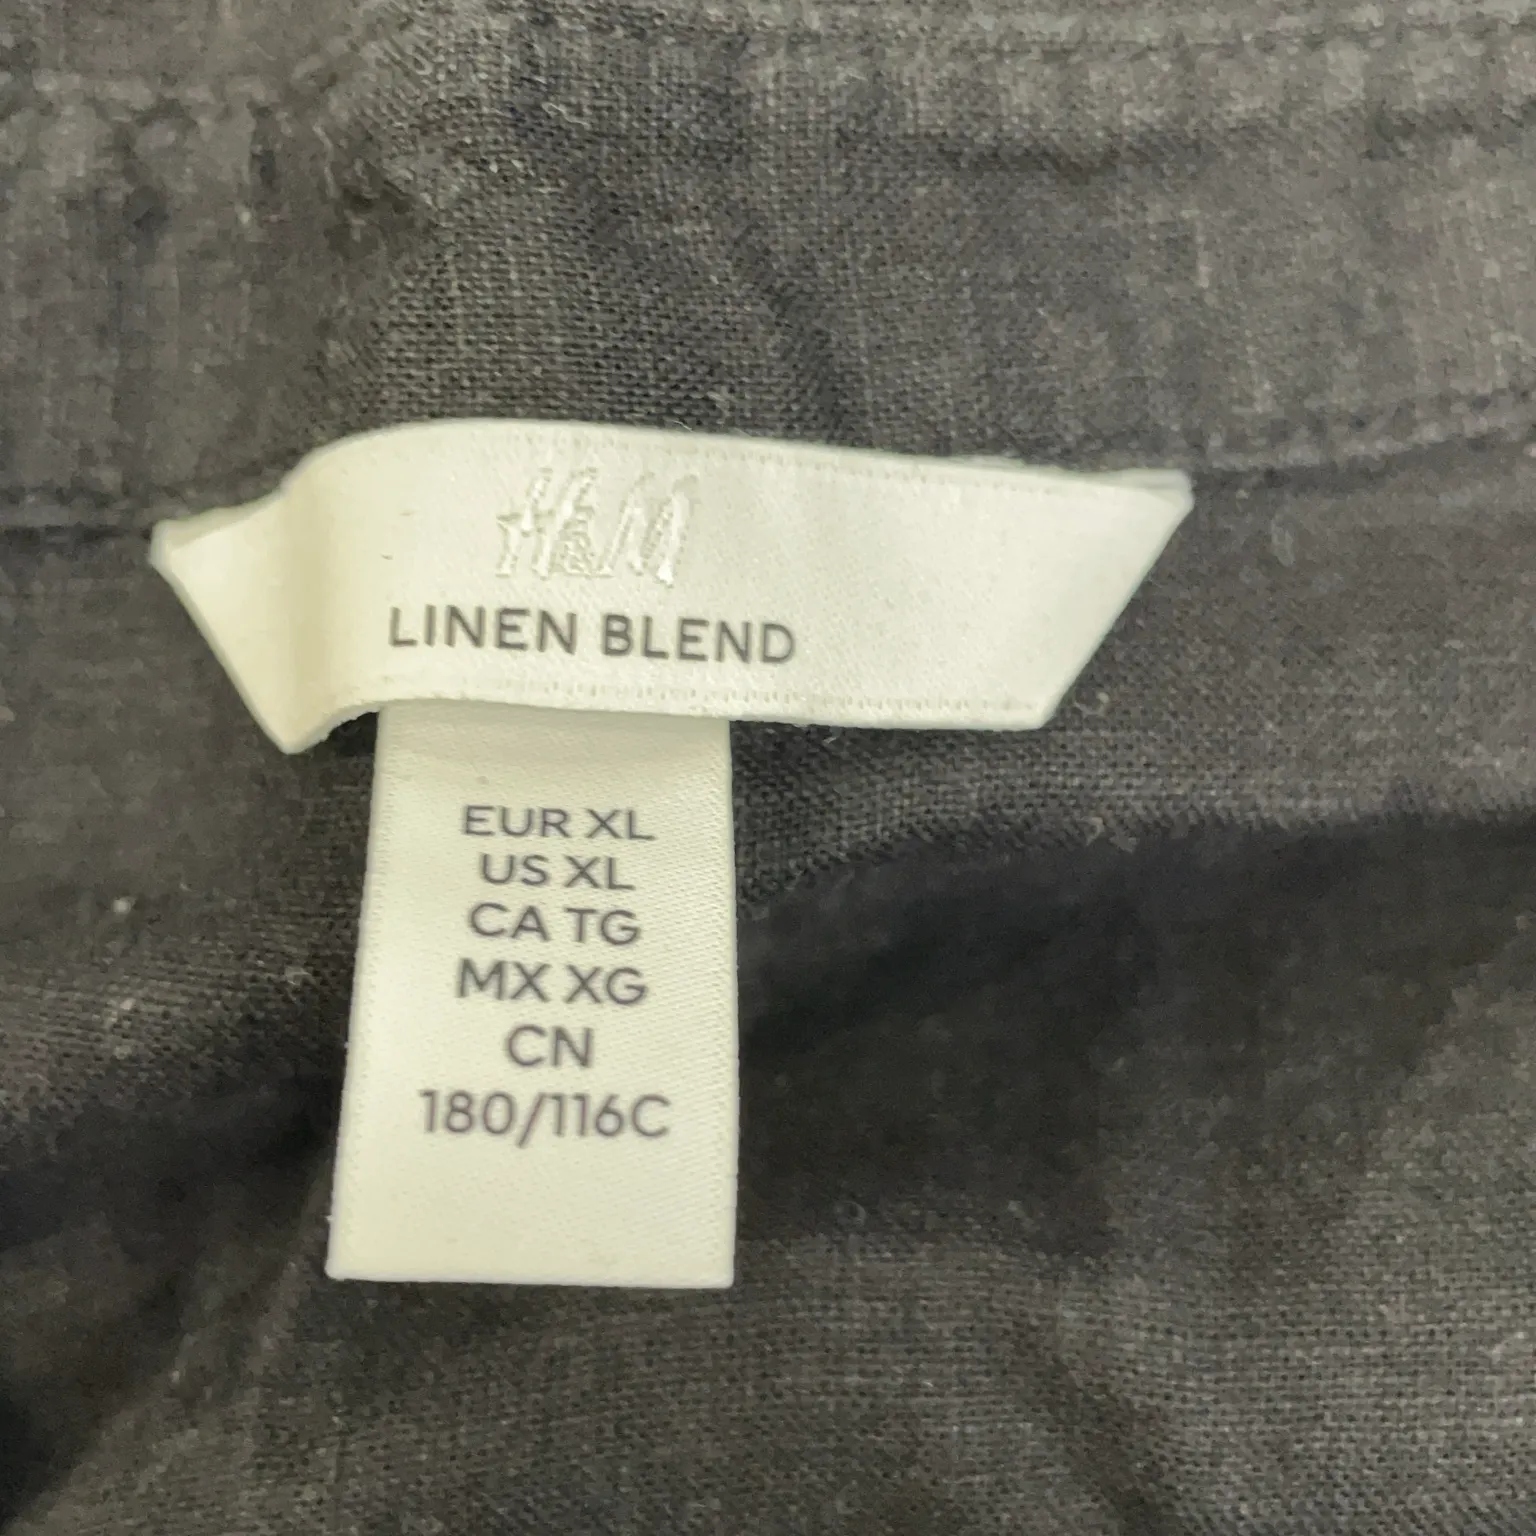 H&M
LINEN BLEND
EUR XL
US XL
CA TG
MX XG
CN
180/116C